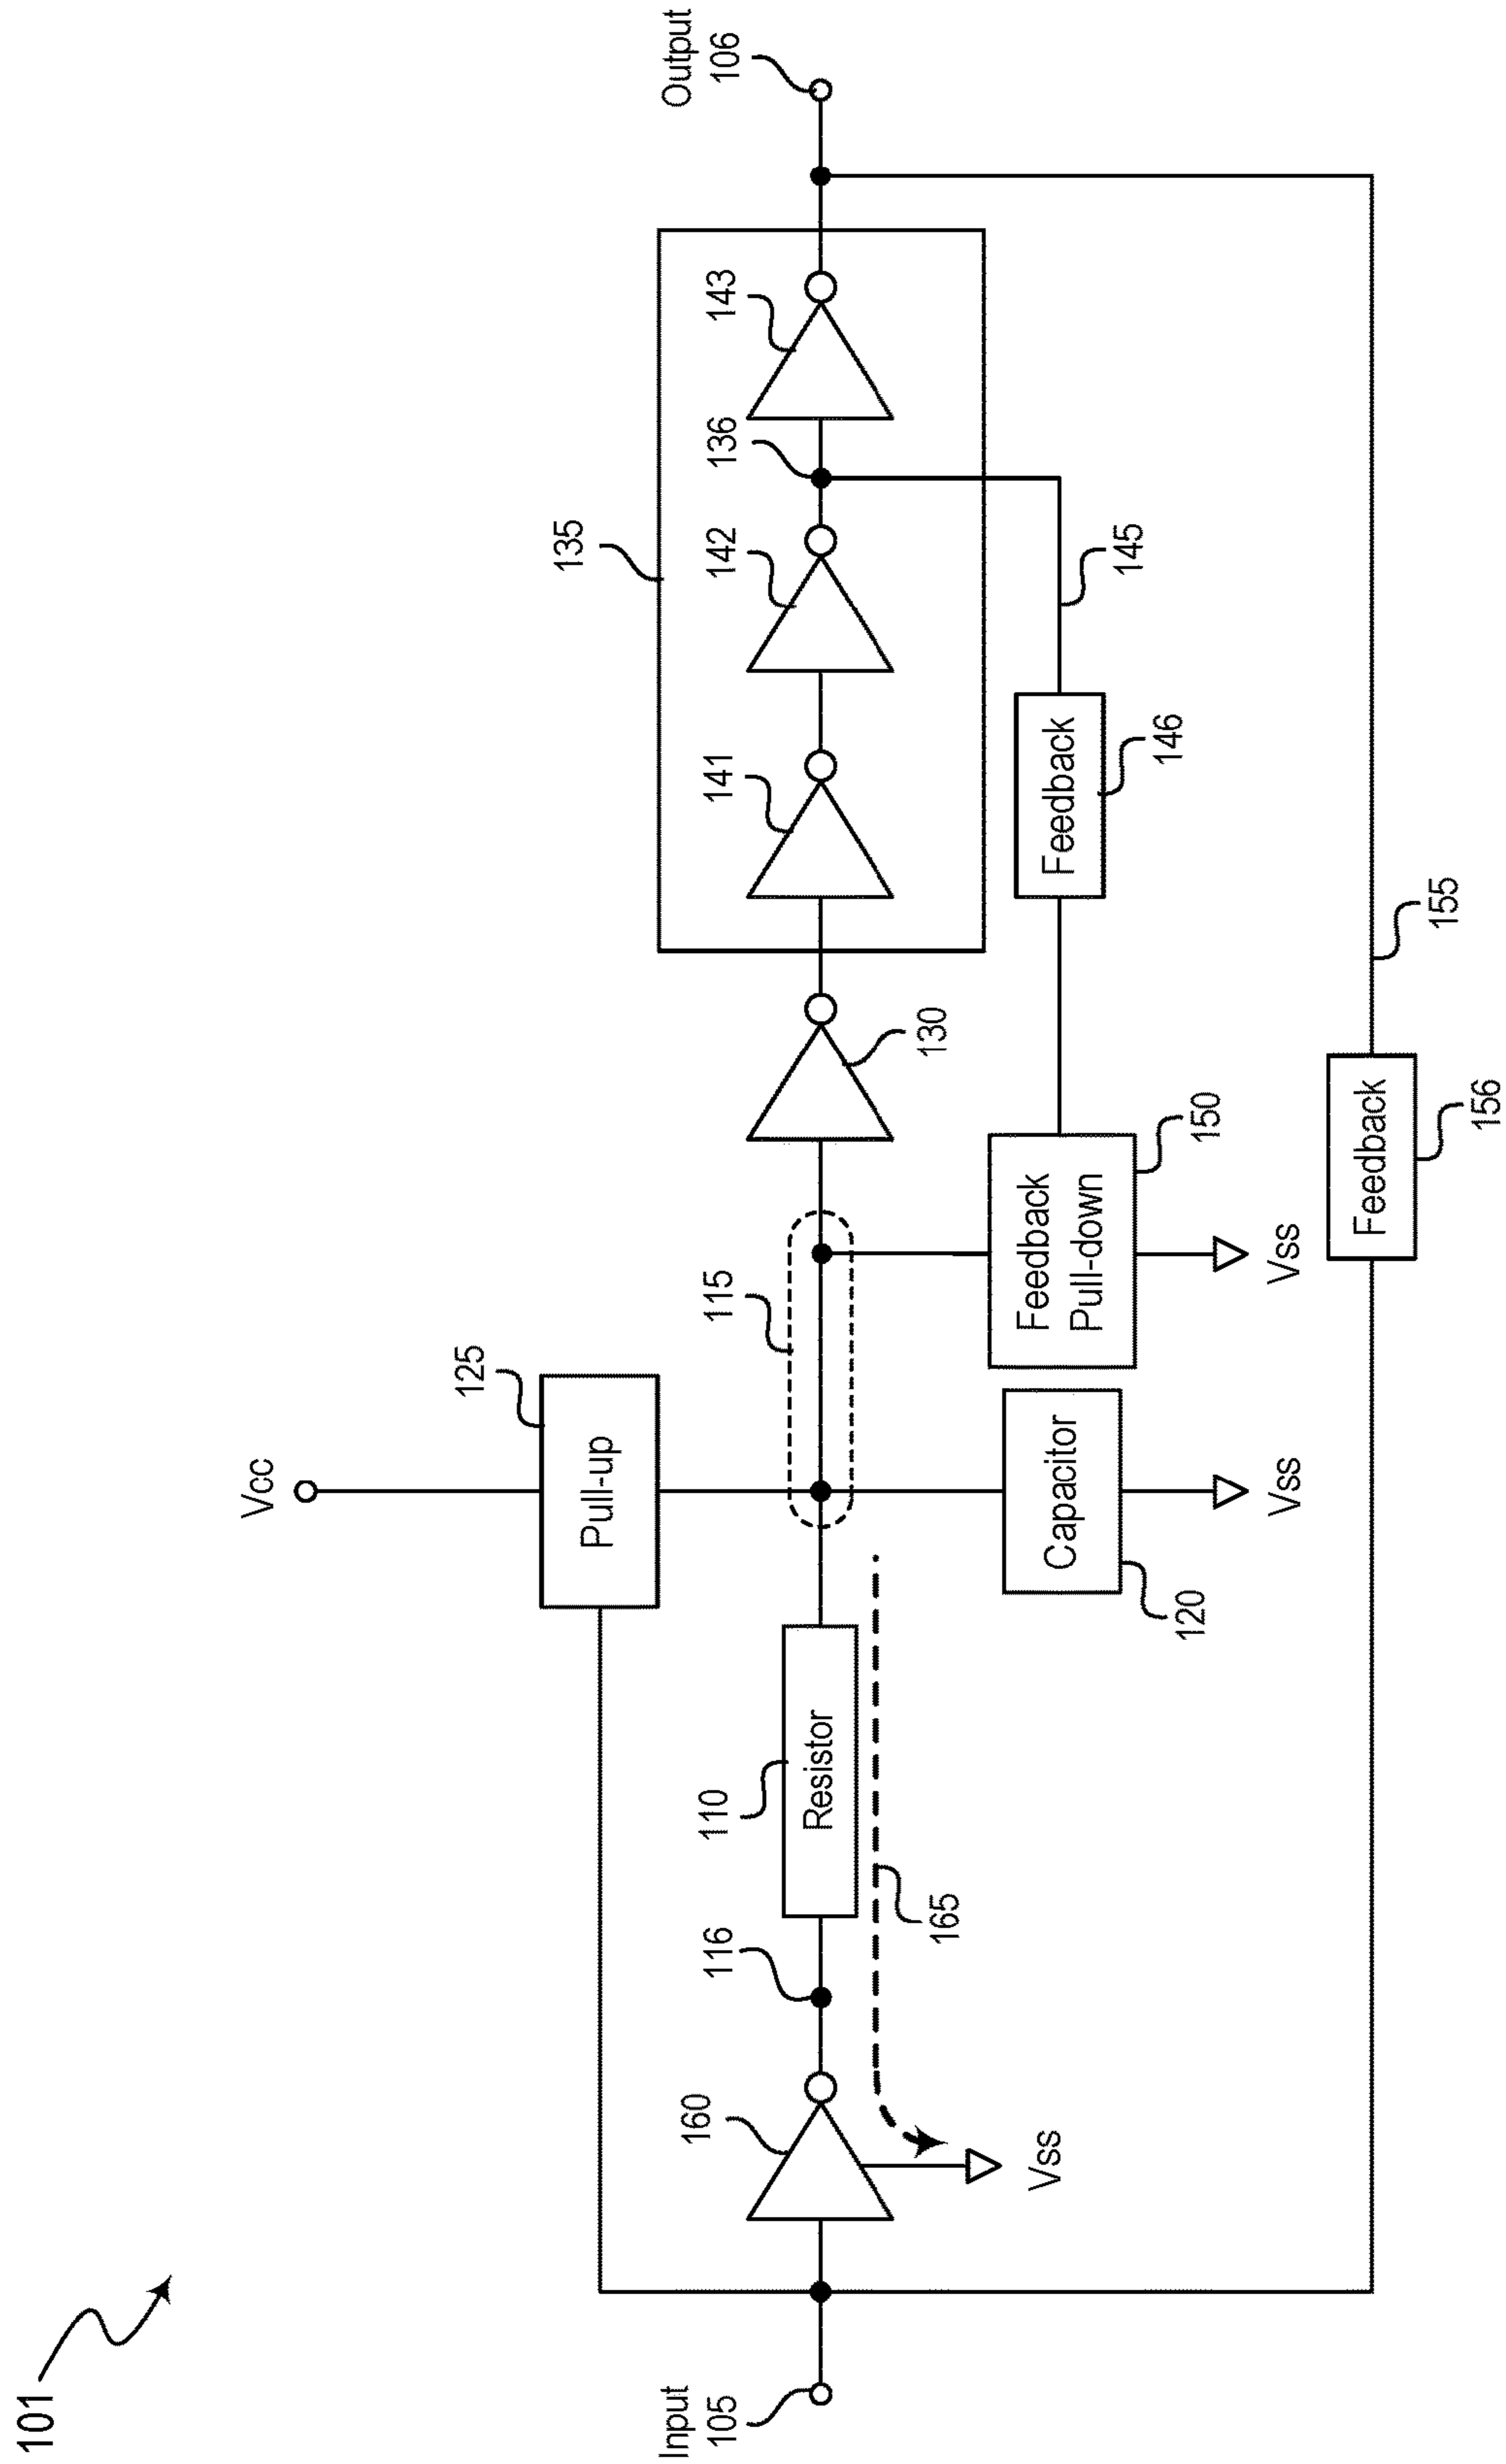 101
Vcc
125
Pull-up
Input
105
160
Vss
116
110
Resistor
165
115
Capacitor
120
Vss
Feedback
Pull-down
150
Vss
130
135
141
142
136
143
Feedback
146
145
Output
106
Feedback
156
155